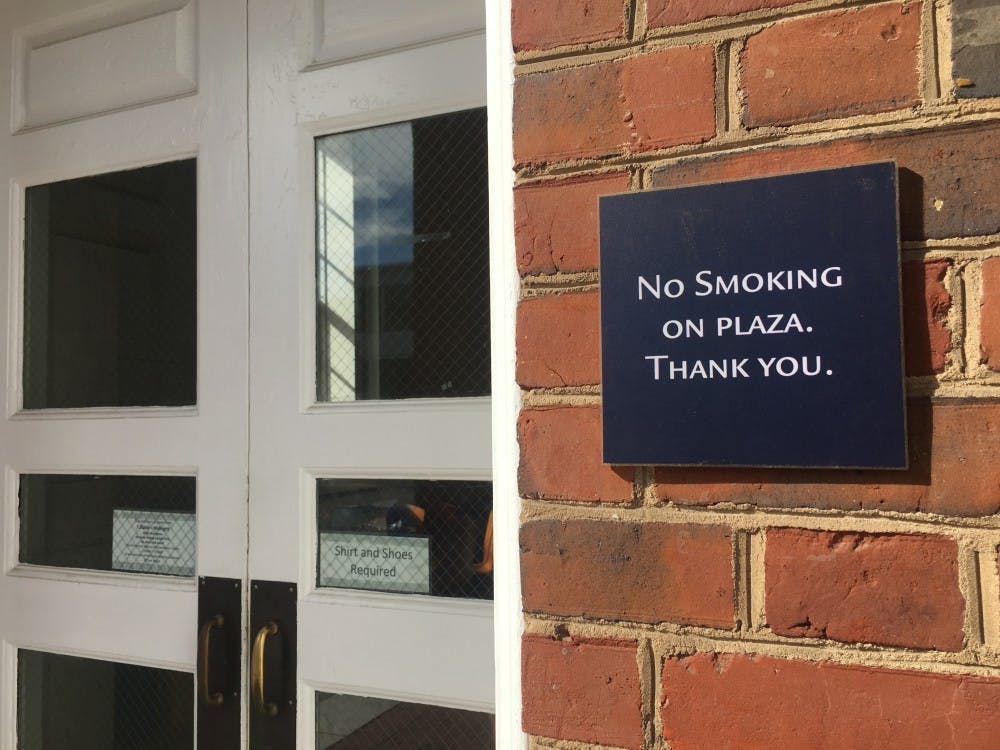 No Smoking
on plaza.
Thank you.
Shirt and Shoes
Required